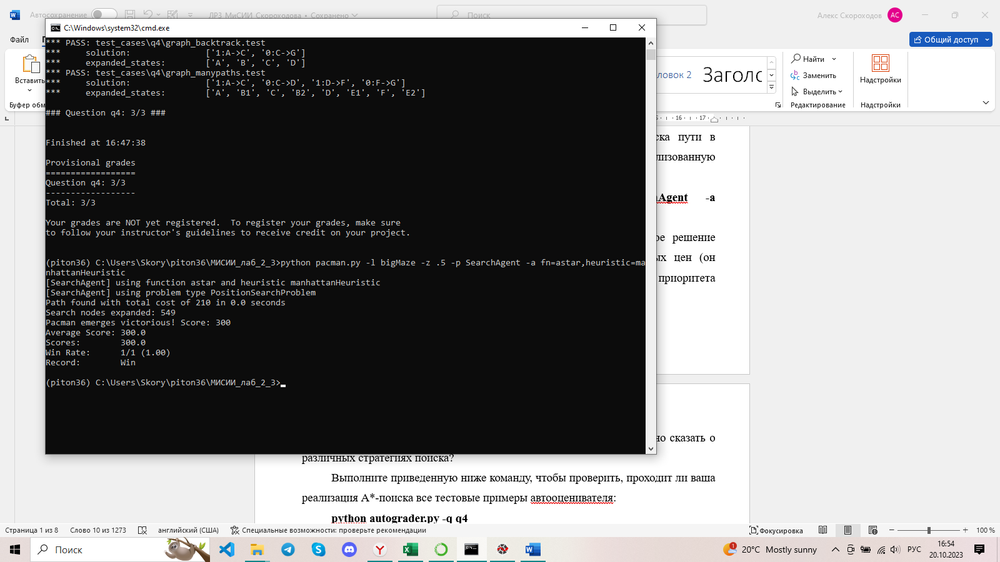 Автосохранение
ЛР3_МиСИИ_Скороходова • Сохранено
Поиск
Алекс Скороходов
АС
C:\Windows\system32\cmd.exe
Файл
Общий доступ
*** PASS: test_cases\q4\graph_backtrack.test
***     solution:               ['1:A->C', '0:C->G']
***     expanded_states:        ['A', 'B', 'C', 'D']
*** PASS: test_cases\q4\graph_manypaths.test
***     solution:               ['1:A->C', '0:C->D', '1:D->F', '0:F->G']
***     expanded_states:        ['A', 'B1', 'C', 'B2', 'D', 'E1', 'F', 'E2']
### Question q4: 3/3 ###
Finished at 16:47:38
Provisional grades
==================
Question q4: 3/3
------------------
Total: 3/3
Your grades are NOT yet registered.  To register your grades, make sure
to follow your instructor's guidelines to receive credit on your project.
(piton36) C:\Users\Skory\piton36\МИСИИ_лаб_2_3>python pacman.py -l bigMaze -z .5 -p SearchAgent -a fn=astar,heuristic=ma
nhattanHeuristic
[SearchAgent] using function astar and heuristic manhattanHeuristic
[SearchAgent] using problem type PositionSearchProblem
Path found with total cost of 210 in 0.0 seconds
Search nodes expanded: 549
Pacman emerges victorious! Score: 300
Average Score: 300.0
Scores:        300.0
Win Rate:      1/1 (1.00)
Record:        Win
(piton36) C:\Users\Skory\piton36\МИСИИ_лаб_2_3>
Вставить
Буфер обм
ловок 2
Заголо
Найти
Заменить
Выделить
Редактирование
Надстройки
Надстройки
16 17
ска пути в
лизованную
Agent -a
ое решение
ых цен (он
приоритета
но сказать о
различных стратегиях поиска?
Выполните приведенную ниже команду, чтобы проверить, проходит ли ваша
реализация A*-поиска все тестовые примеры автооценивателя:
python autograder.py -q q4
Страница 1 из 8
Слово 10 из 1273
английский (США)
Специальные возможности: проверьте рекомендации
Фокусировка
100 %
Поиск
1
20°C Mostly sunny
РУС
16:54
20.10.2023